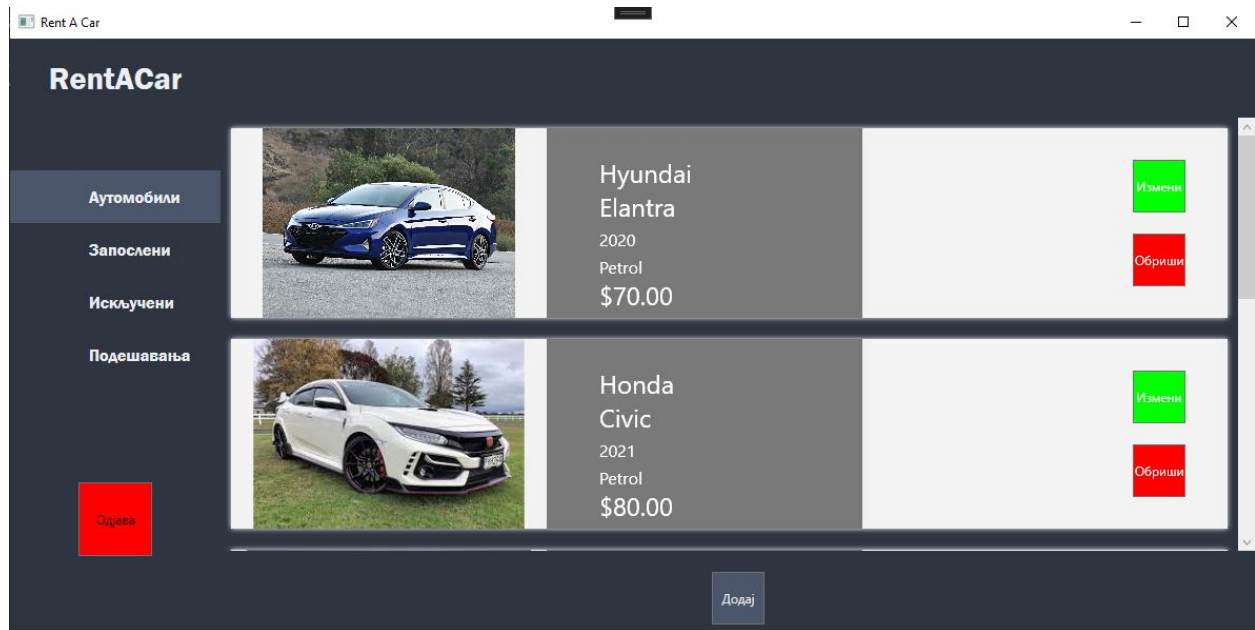 Rent A Car
RentACar
Аутомобили
Запослени
Искључени
Подешавања
Одјава
Hyundai
Elantra
2020
Petrol
$70.00
Измени
Обриши
Honda
Civic
2021
Petrol
$80.00
Измени
Обриши
Додај